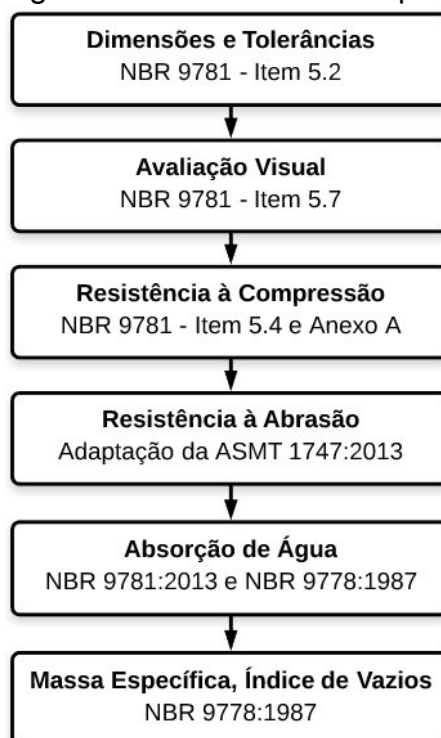 Dimensões e Tolerâncias
NBR 9781 - Item 5.2
Avaliação Visual
NBR 9781 - Item 5.7
Resistência à Compressão
NBR 9781 - Item 5.4 e Anexo A
Resistência à Abrasão
Adaptação da ASMT 1747:2013
Absorção de Água
NBR 9781:2013 e NBR 9778:1987
Massa Específica, Índice de Vazios
NBR 9778:1987